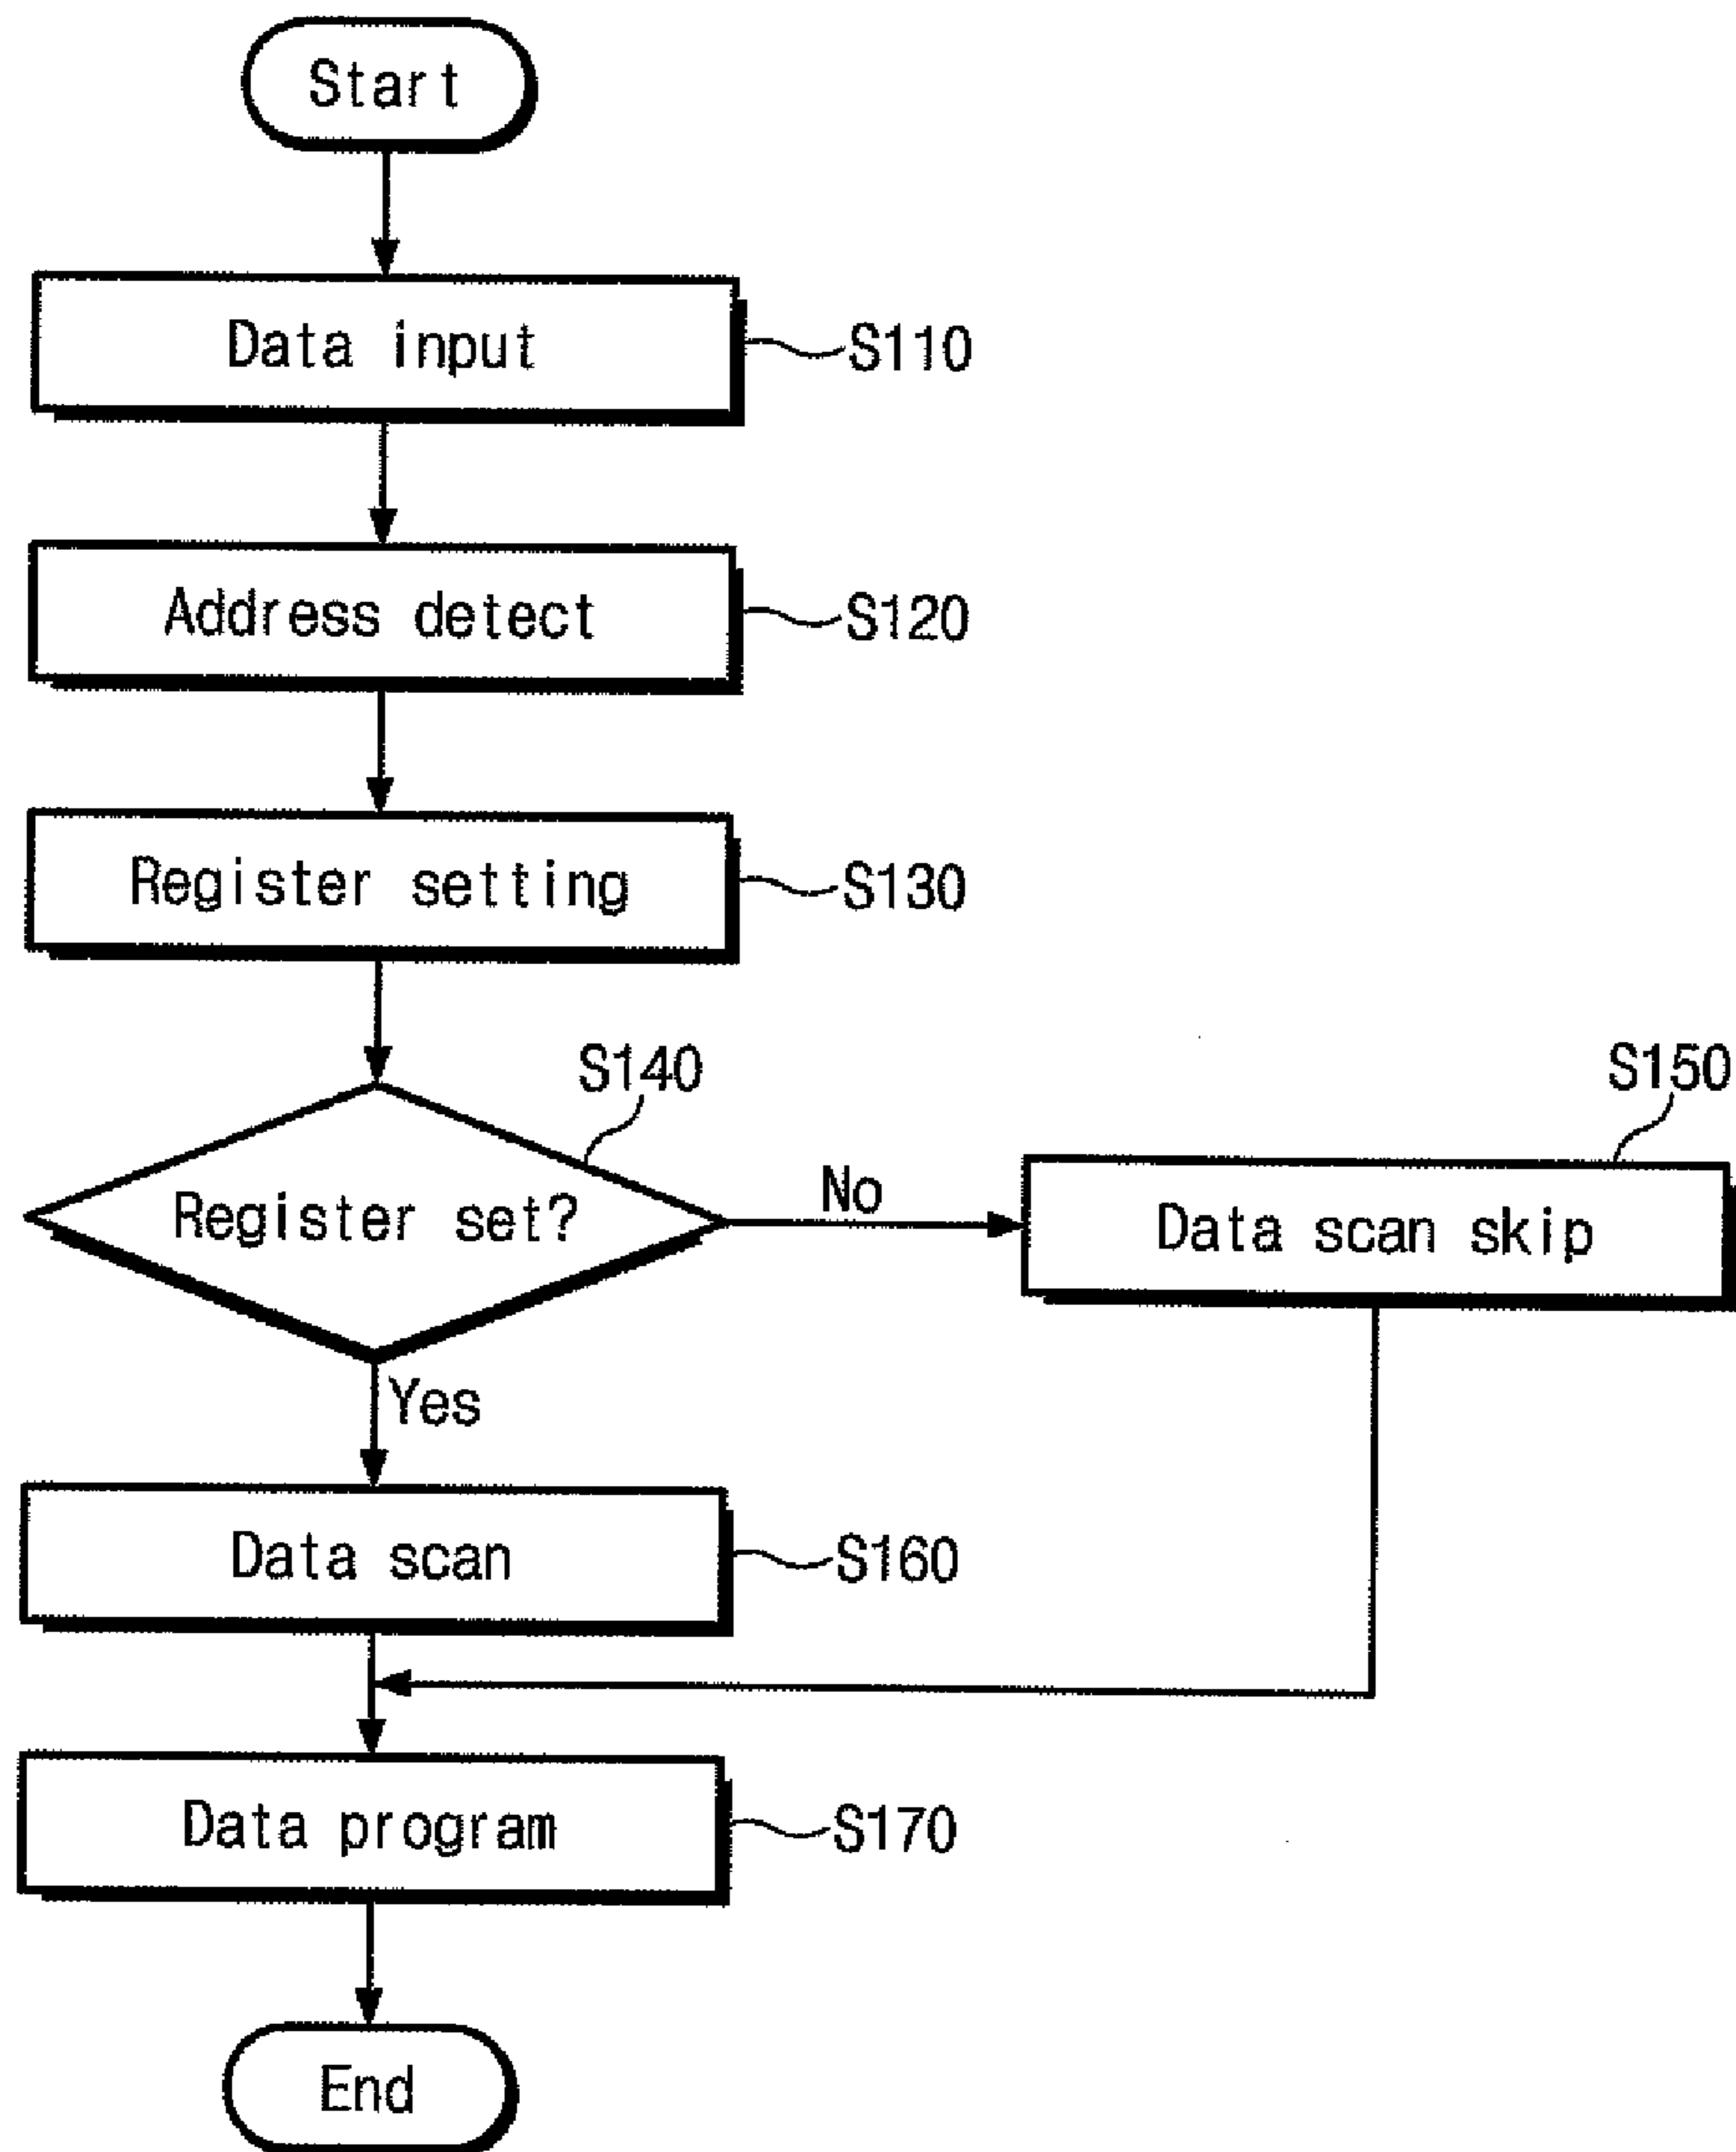 Start
Data input
S110
Address detect
S120
Register setting
S130
S140
S150
Register set?
No
Data scan skip
Yes
Data scan
S160
Data program
S170
End